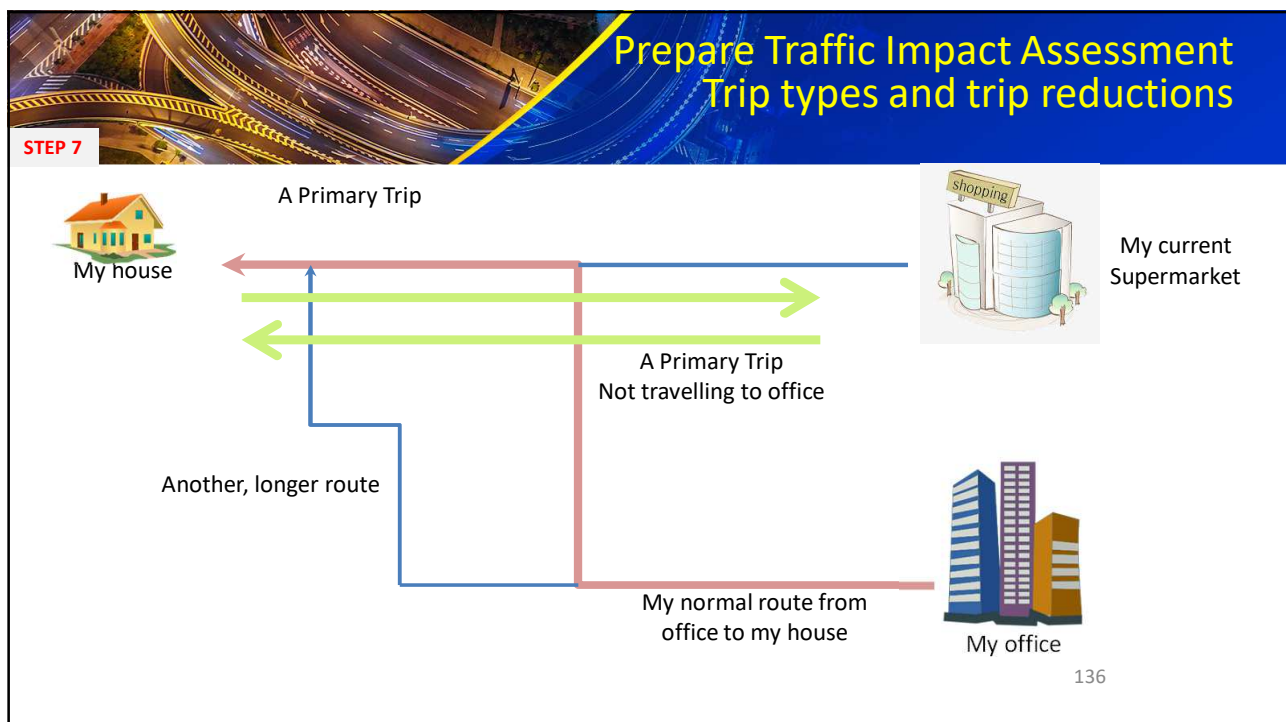 Prepare Traffic Impact Assessment
Trip types and trip reductions
STEP 7
A Primary Trip
shopping
My house
My current
Supermarket
A Primary Trip
Not travelling to office
Another, longer route
My normal route from
office to my house
My office
136